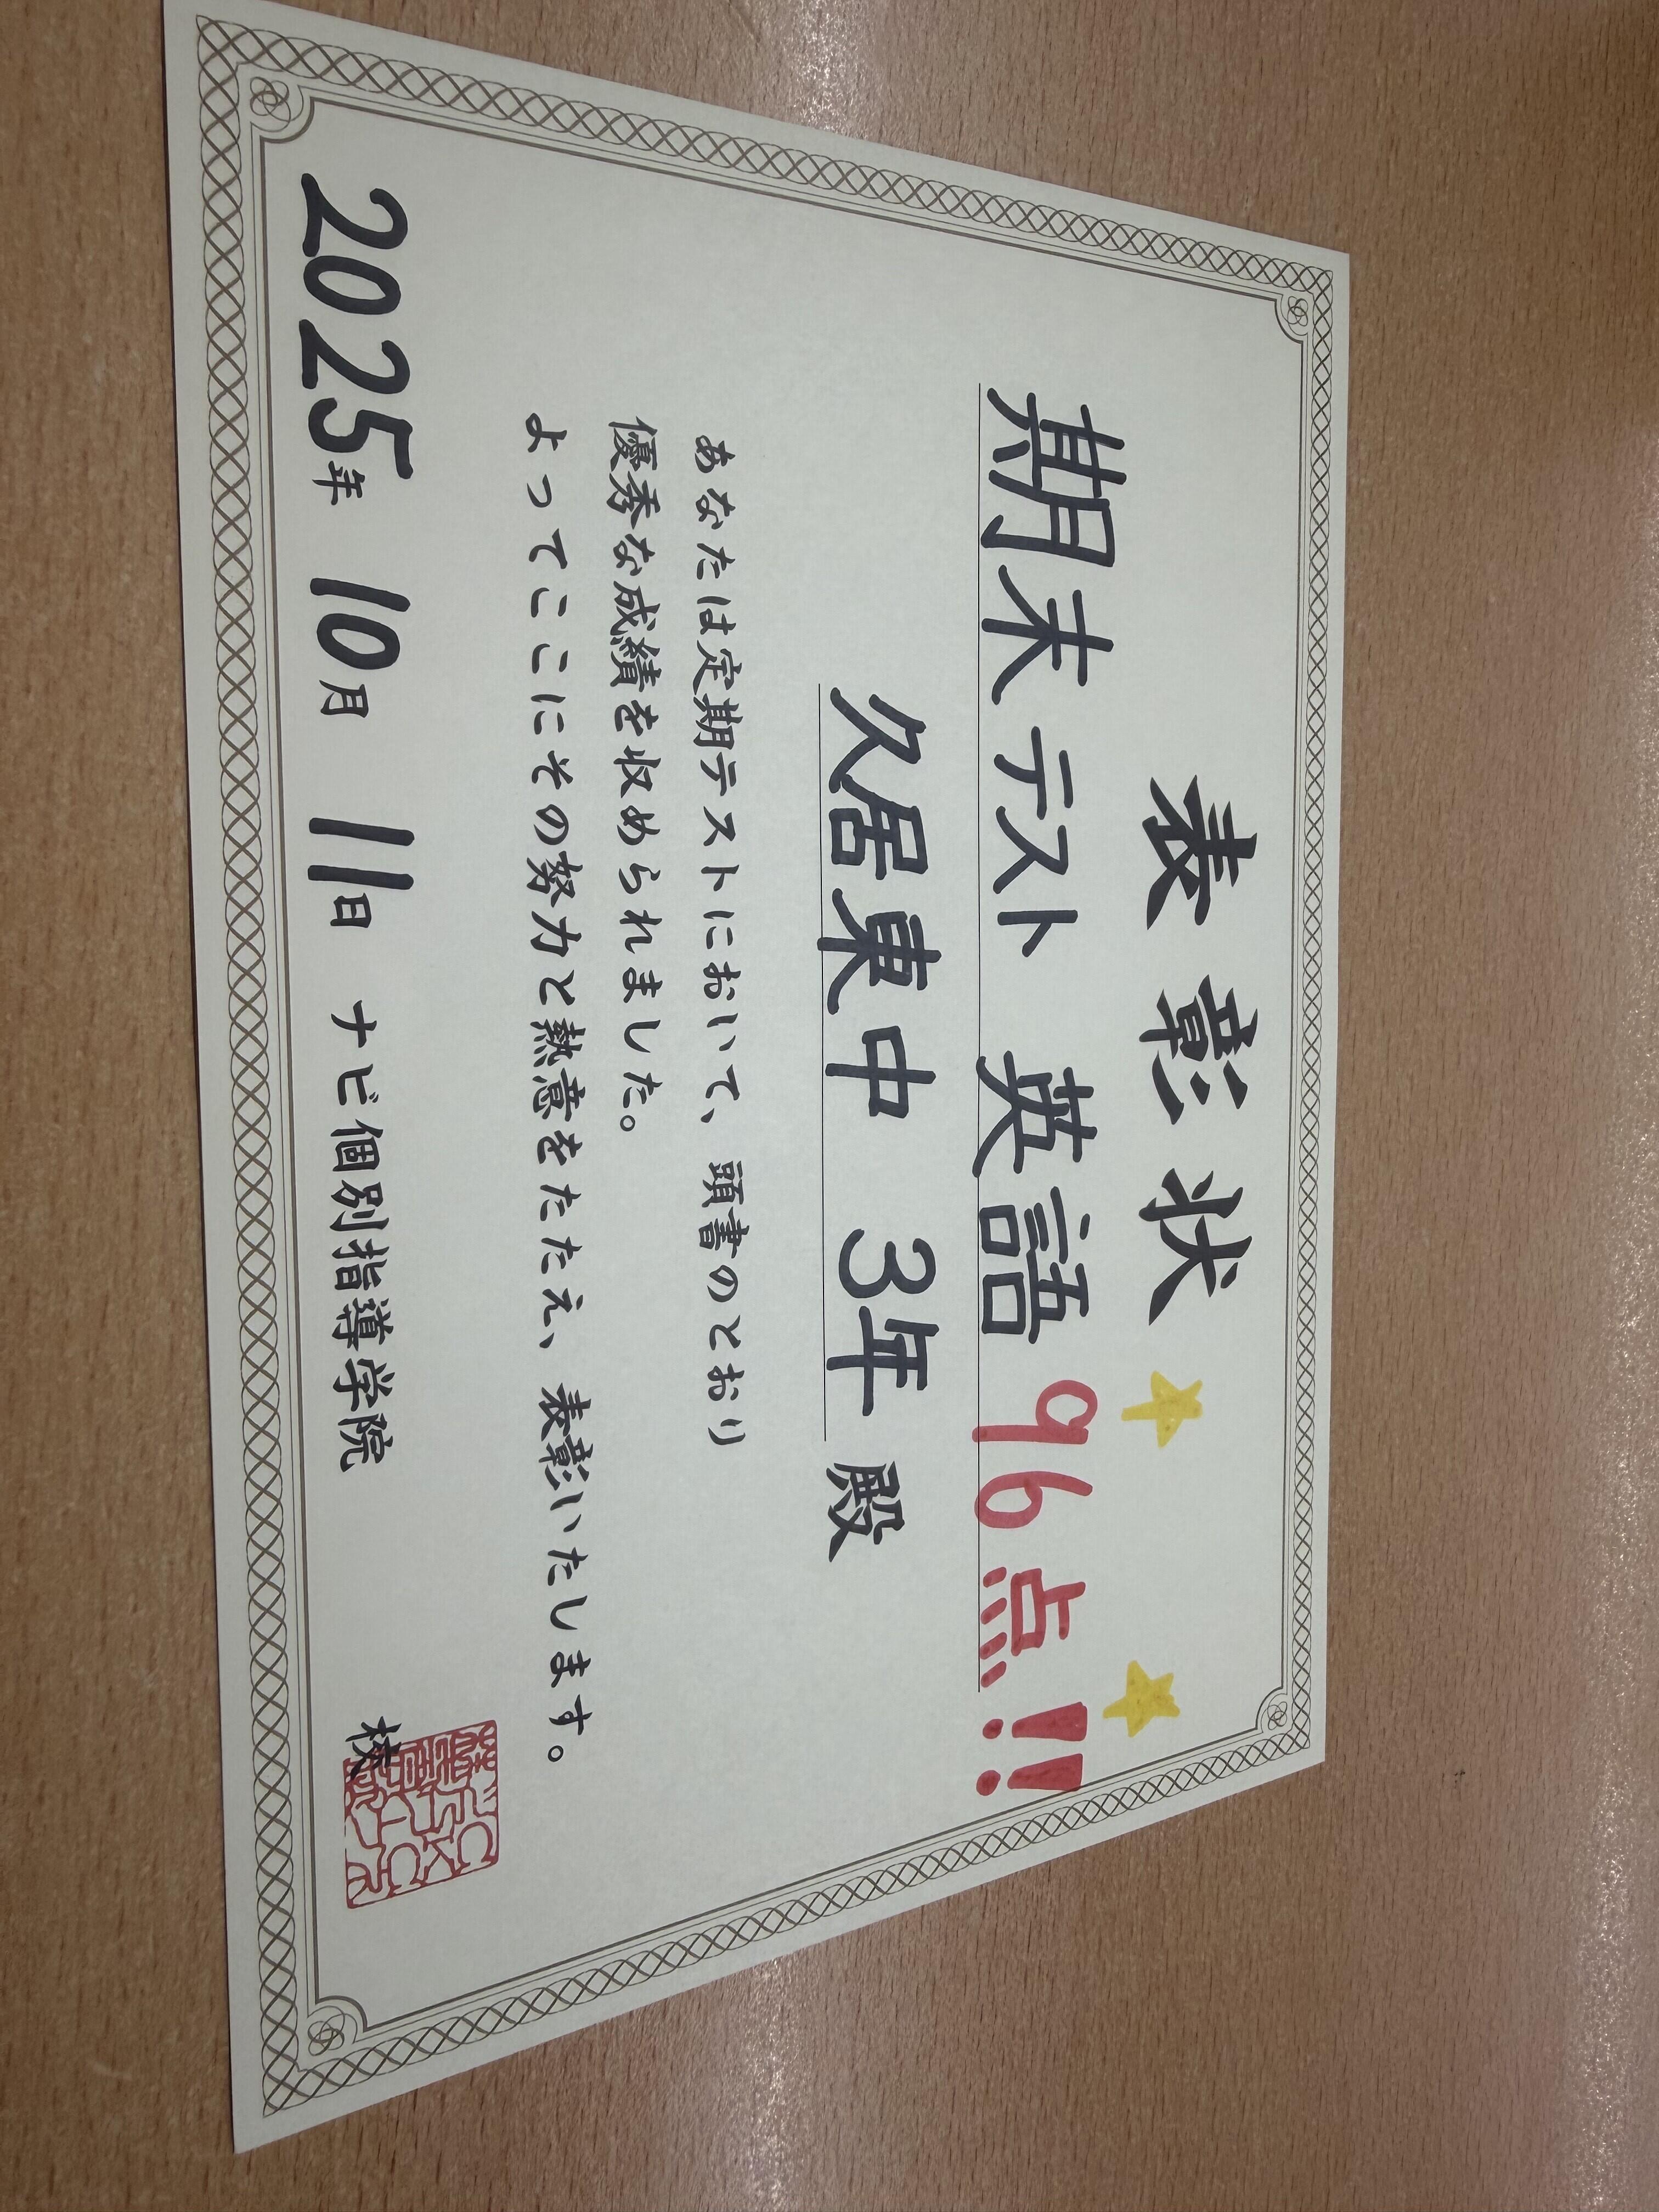 表彰状
期末テスト 英語 96点!!
久居東中 3年 殿
あなたは定期テストにおいて、頭書のとおり
優秀な成績を収められました。
よってここにその努力と熱意をたたえ、表彰いたします。
2025年 10月 11日 ナビ個別指導学院 校